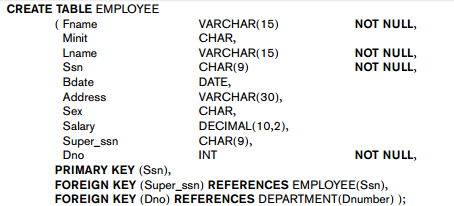 CREATE TABLE EMPLOYEE
( Fname VARCHAR(15) NOT NULL,
Minit CHAR,
Lname VARCHAR(15) NOT NULL,
Ssn CHAR(9) NOT NULL,
Bdate DATE,
Address VARCHAR(30),
Sex CHAR,
Salary DECIMAL(10,2),
Super_ssn CHAR(9),
Dno INT NOT NULL,
PRIMARY KEY (Ssn),
FOREIGN KEY (Super_ssn) REFERENCES EMPLOYEE(Ssn),
FOREIGN KEY (Dno) REFERENCES DEPARTMENT(Dnumber) );